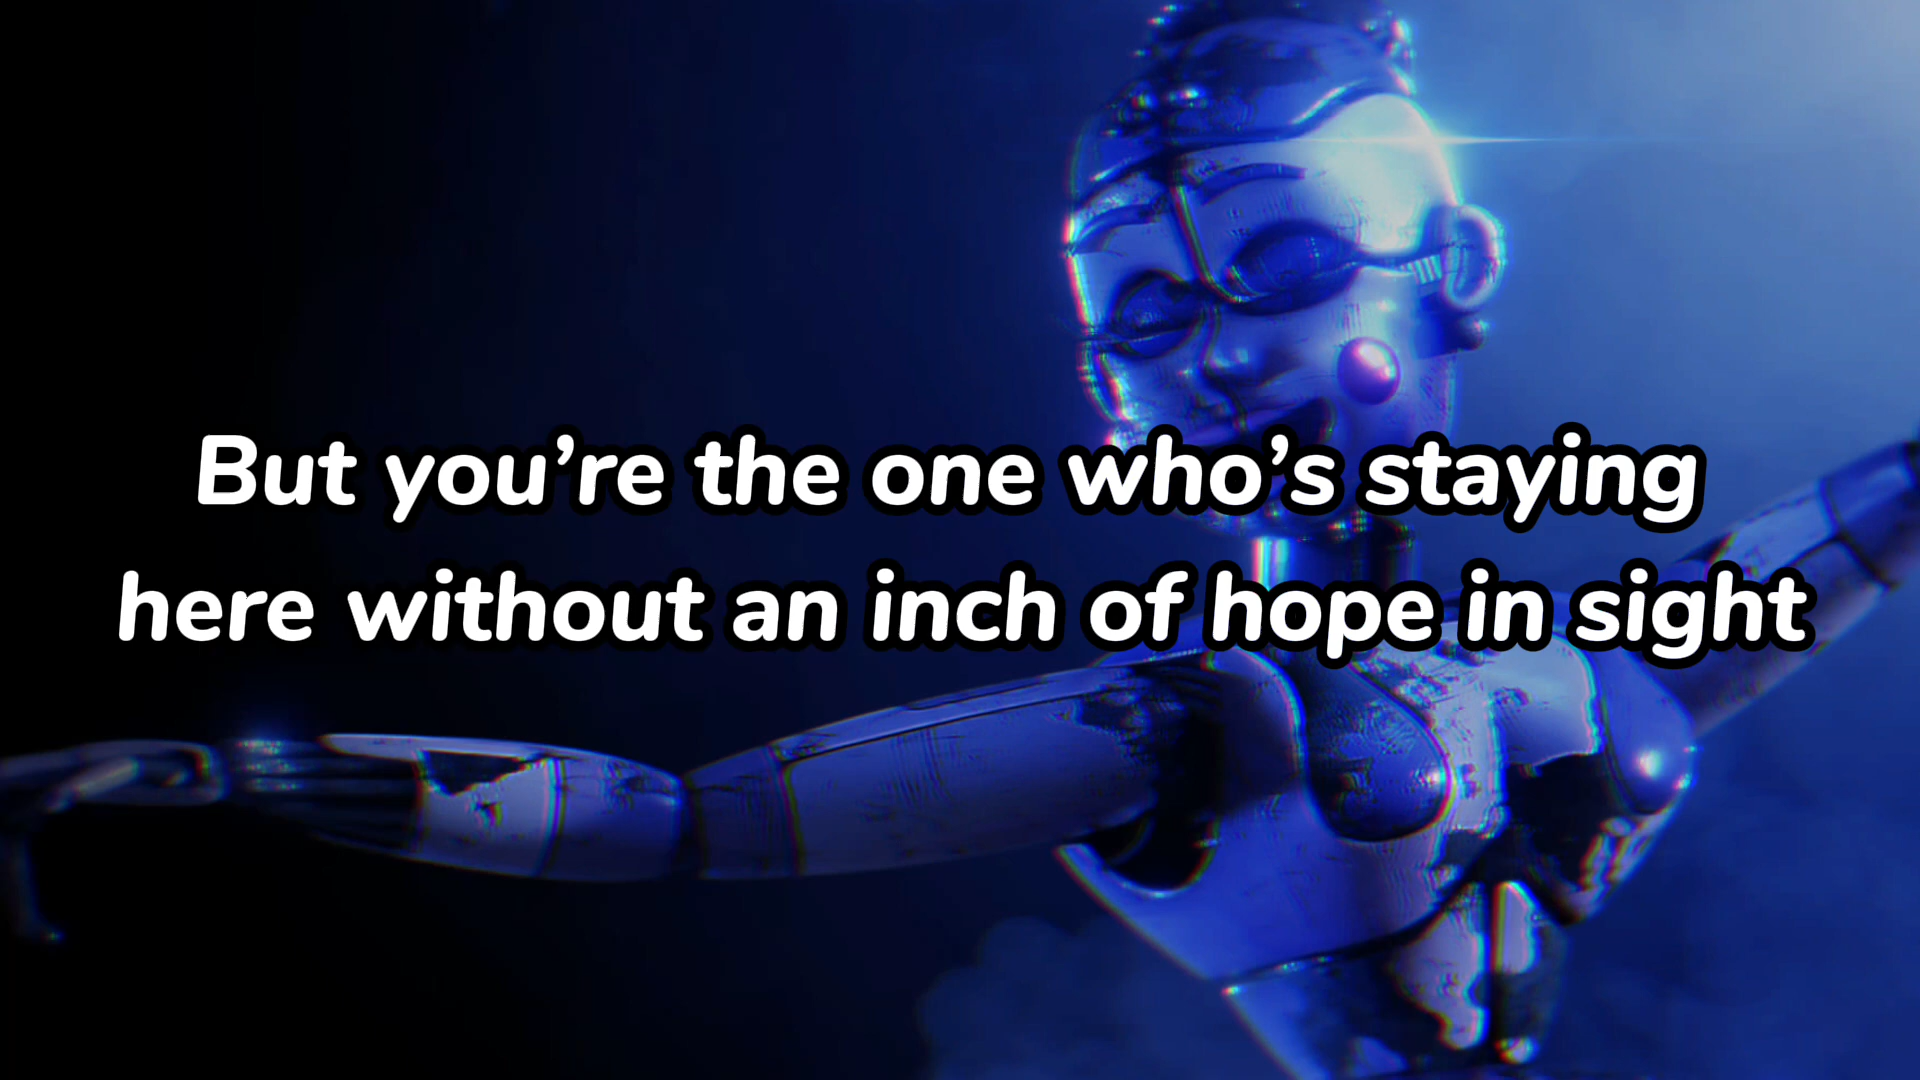 But you’re the one who’s staying
here without an inch of hope in sight